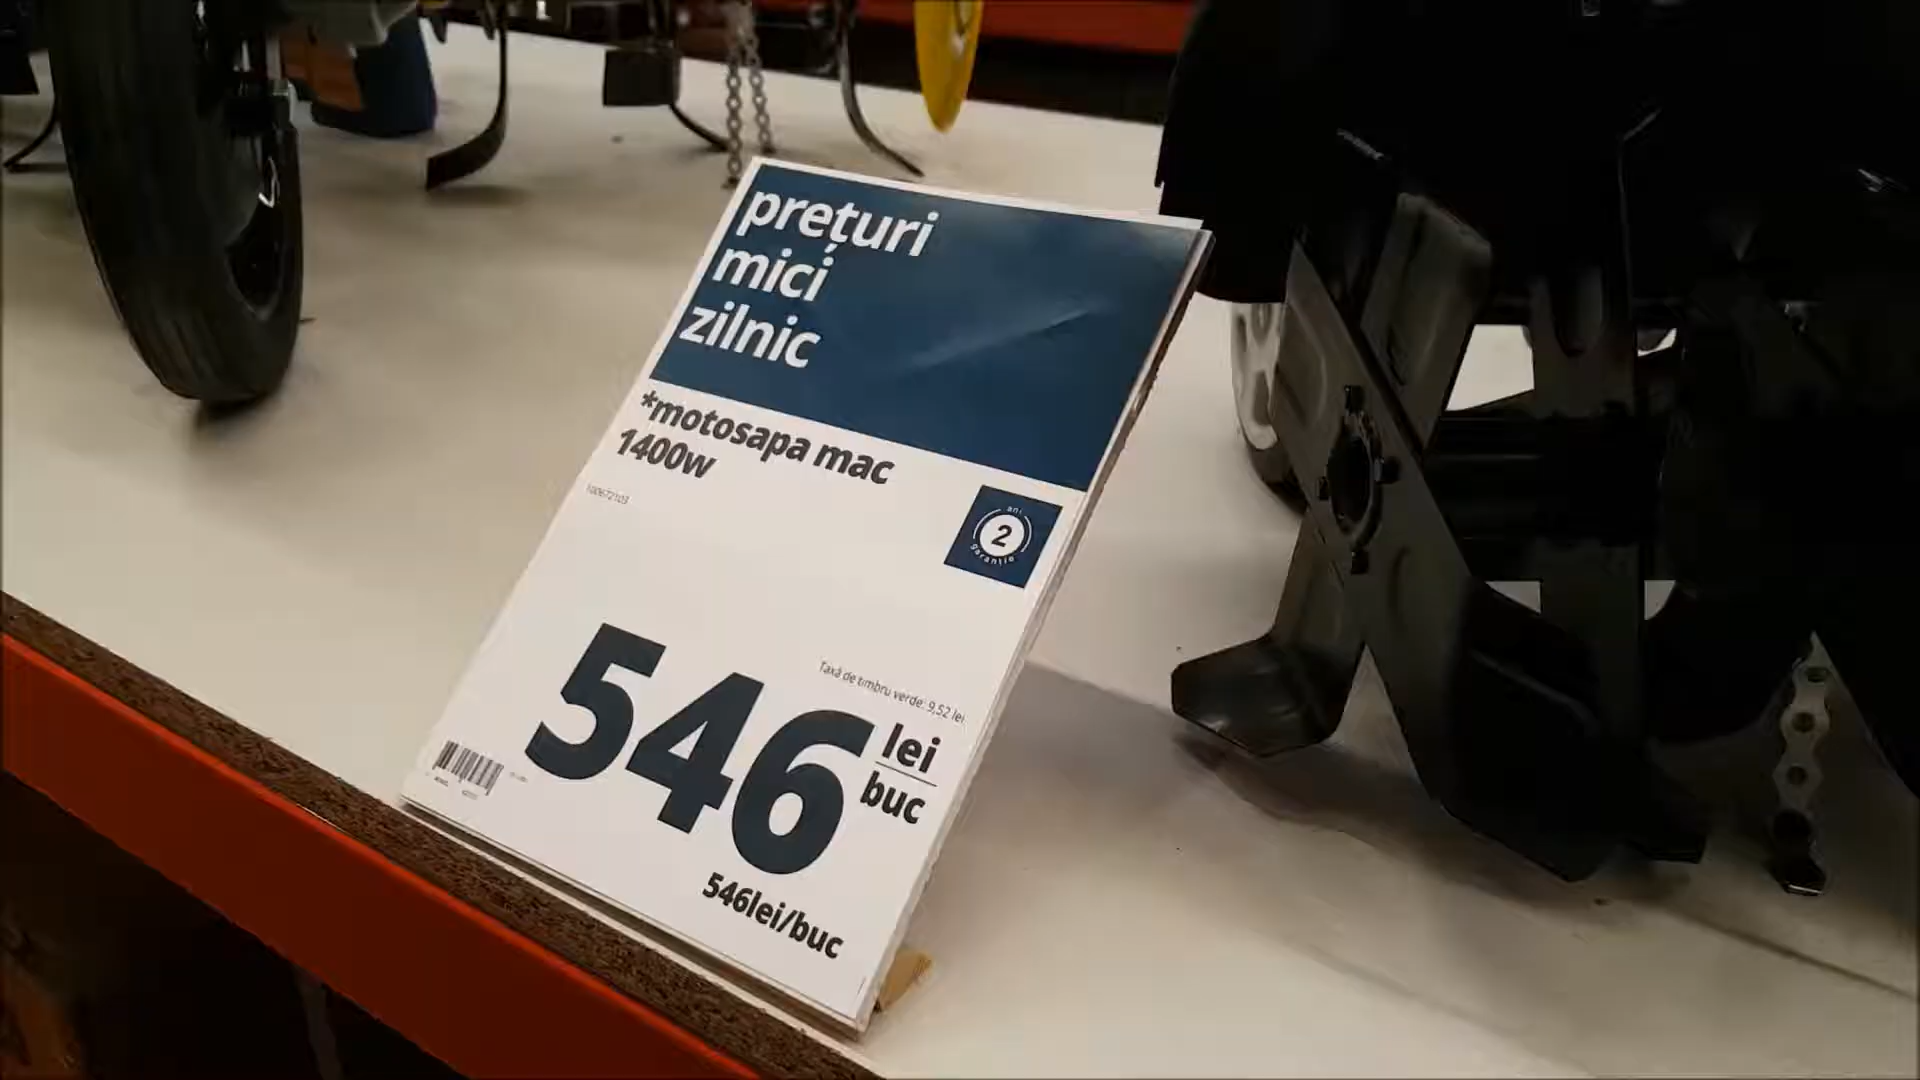 prețuri
mici
zilnic
*motosapa mac
1400w
100672103
ani
2
garanție
Taxă de timbru verde: 9,52 lei
546 lei
buc
546lei/buc